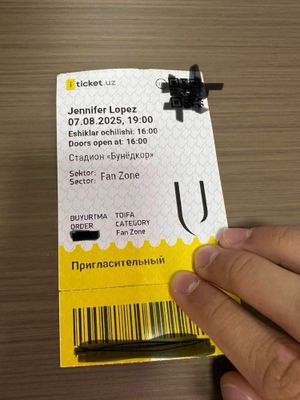 iticket.uz
Jennifer Lopez
07.08.2025, 19:00
Eshiklar ochilishi: 16:00
Doors open at: 16:00
Стадион «Бунёдкор»
Sektor:
Sector: Fan Zone
BUYURTMA
ORDER
TOIFA
CATEGORY
Fan Zone
Пригласительный